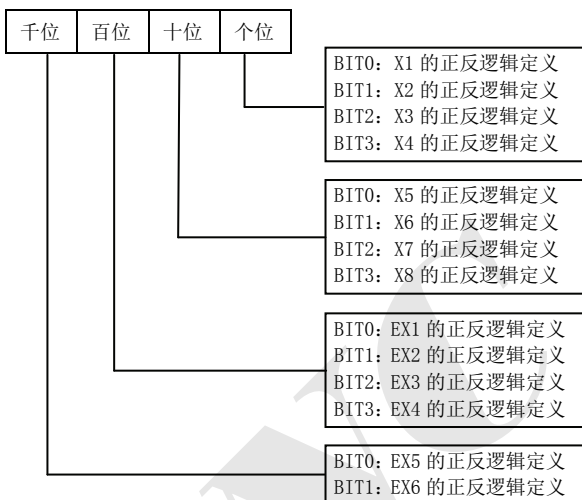 千位 百位 十位 个位
BIT0: X1 的正反逻辑定义
BIT1: X2 的正反逻辑定义
BIT2: X3 的正反逻辑定义
BIT3: X4 的正反逻辑定义
BIT0: X5 的正反逻辑定义
BIT1: X6 的正反逻辑定义
BIT2: X7 的正反逻辑定义
BIT3: X8 的正反逻辑定义
BIT0: EX1 的正反逻辑定义
BIT1: EX2 的正反逻辑定义
BIT2: EX3 的正反逻辑定义
BIT3: EX4 的正反逻辑定义
BIT0: EX5 的正反逻辑定义
BIT1: EX6 的正反逻辑定义